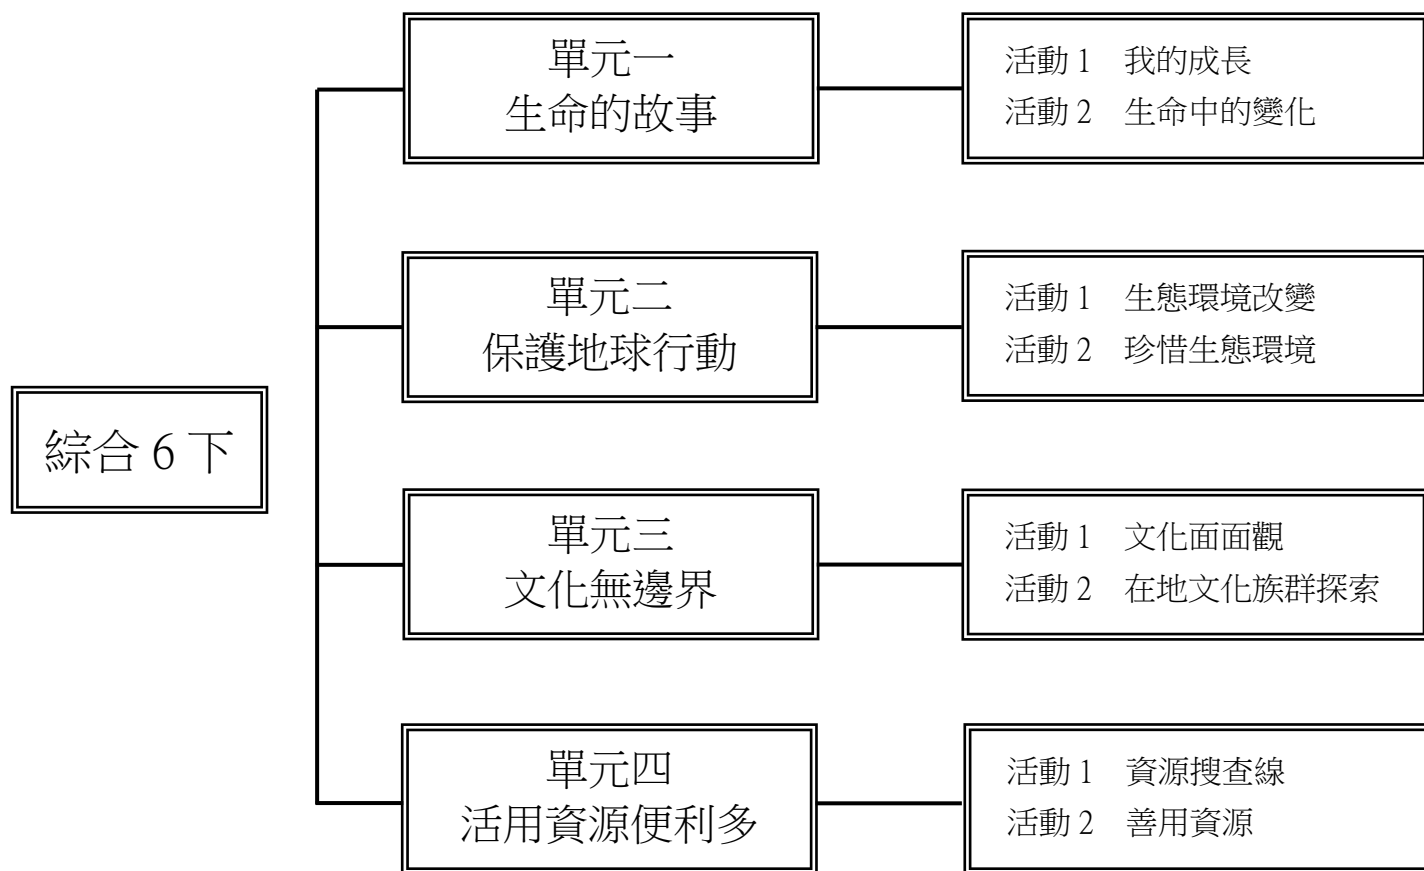 綜合 6 下
單元一
生命的故事
活動 1　我的成長
活動 2　生命中的變化
單元二
保護地球行動
活動 1　生態環境改變
活動 2　珍惜生態環境
單元三
文化無邊界
活動 1　文化面面觀
活動 2　在地文化族群探索
單元四
活用資源便利多
活動 1　資源搜查線
活動 2　善用資源